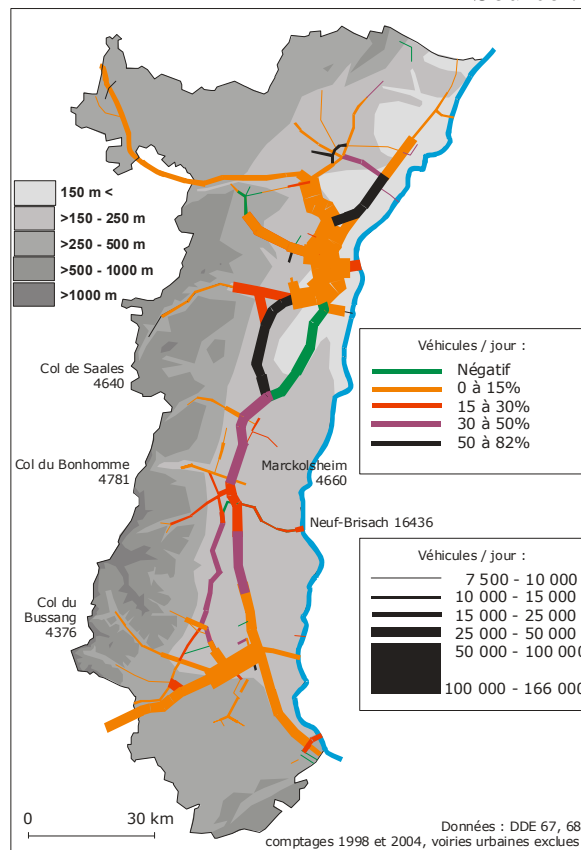 150 m <
>150 - 250 m
>250 - 500 m
>500 - 1000 m
>1000 m
Col de Saales
4640
Col du Bonhomme
4781
Col du
Bussang
4376
Marckolsheim
4660
Neuf-Brisach 16436
Véhicules / jour :
Négatif
0 à 15%
15 à 30%
30 à 50%
50 à 82%
Véhicules / jour :
7 500 - 10 000
10 000 - 15 000
15 000 - 25 000
25 000 - 50 000
50 000 - 100 000
100 000 - 166 000
0 30 km
Données : DDE 67, 68
comptages 1998 et 2004, voiries urbaines exclues